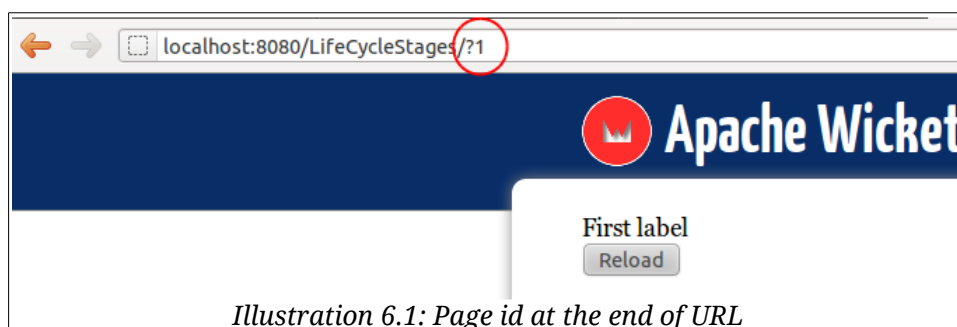 localhost:8080/LifeCycleStages/?1
Apache Wicket
First label
Reload
Illustration 6.1: Page id at the end of URL